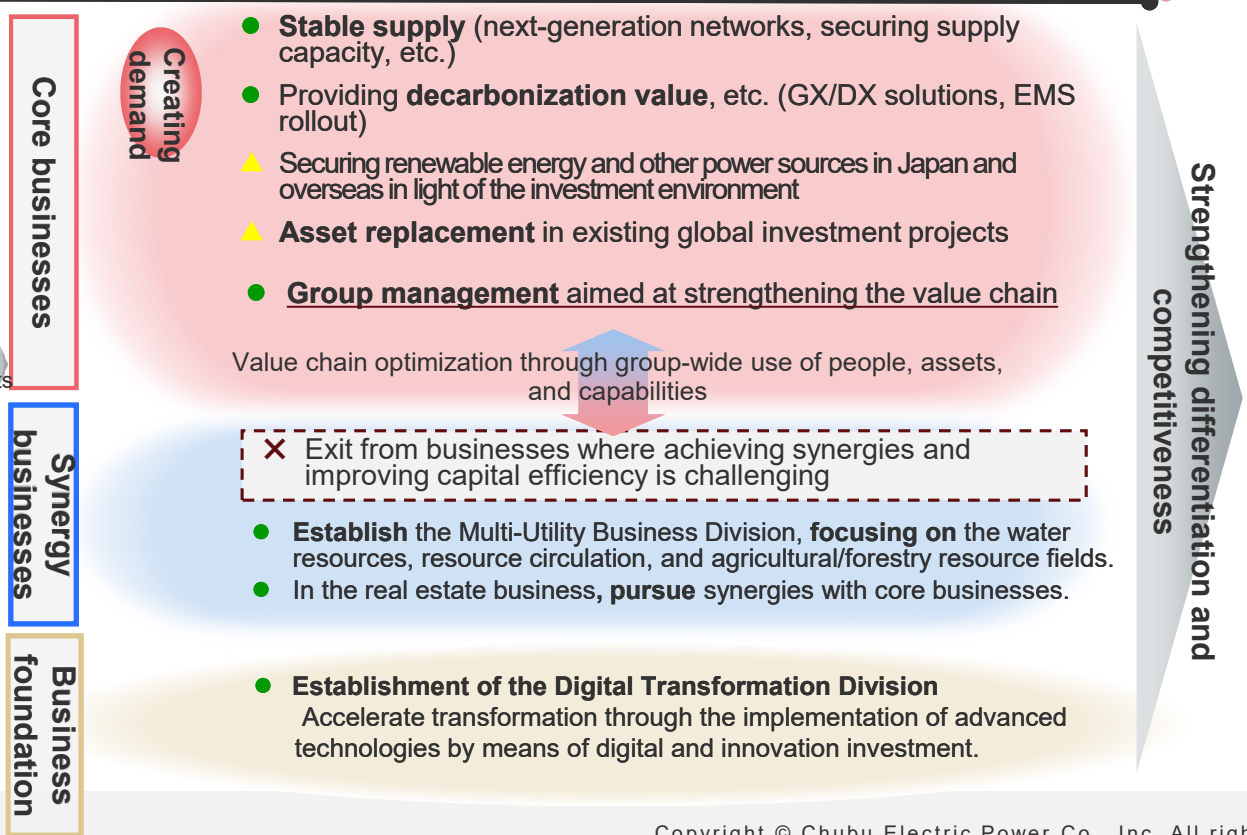 Core businesses
Creating
demand
● Stable supply (next-generation networks, securing supply
capacity, etc.)
● Providing decarbonization value, etc. (GX/DX solutions, EMS
rollout)
▲ Securing renewable energy and other power sources in Japan and
overseas in light of the investment environment
▲ Asset replacement in existing global investment projects
● Group management aimed at strengthening the value chain
Value chain optimization through group-wide use of people, assets,
and capabilities
Synergy
businesses
✕ Exit from businesses where achieving synergies and
improving capital efficiency is challenging
● Establish the Multi-Utility Business Division, focusing on the water
resources, resource circulation, and agricultural/forestry resource fields.
● In the real estate business, pursue synergies with core businesses.
Business
foundation
● Establishment of the Digital Transformation Division
Accelerate transformation through the implementation of advanced
technologies by means of digital and innovation investment.
Strengthening differentiation and
competitiveness
Copyright © Chubu Electric Power Co., Inc. All